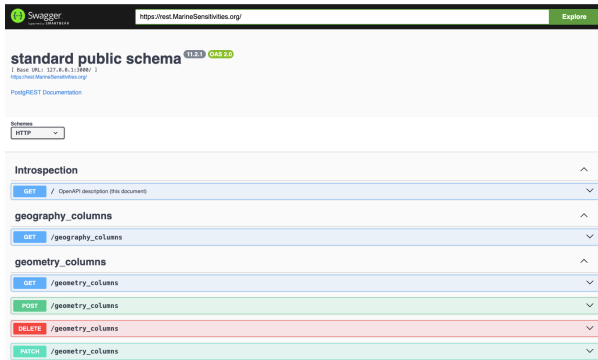 Swagger
Supported by SMARTBEAR
https://rest.MarineSensitivities.org/
Explore
standard public schema 11.2.1 OAS 2.0
[ Base URL: 127.0.0.1:3000/ ]
https://rest.MarineSensitivities.org/
PostgREST Documentation
Schemes
HTTP
Introspection
GET / OpenAPI description (this document)
geography_columns
GET /geography_columns
geometry_columns
GET /geometry_columns
POST /geometry_columns
DELETE /geometry_columns
PATCH /geometry_columns